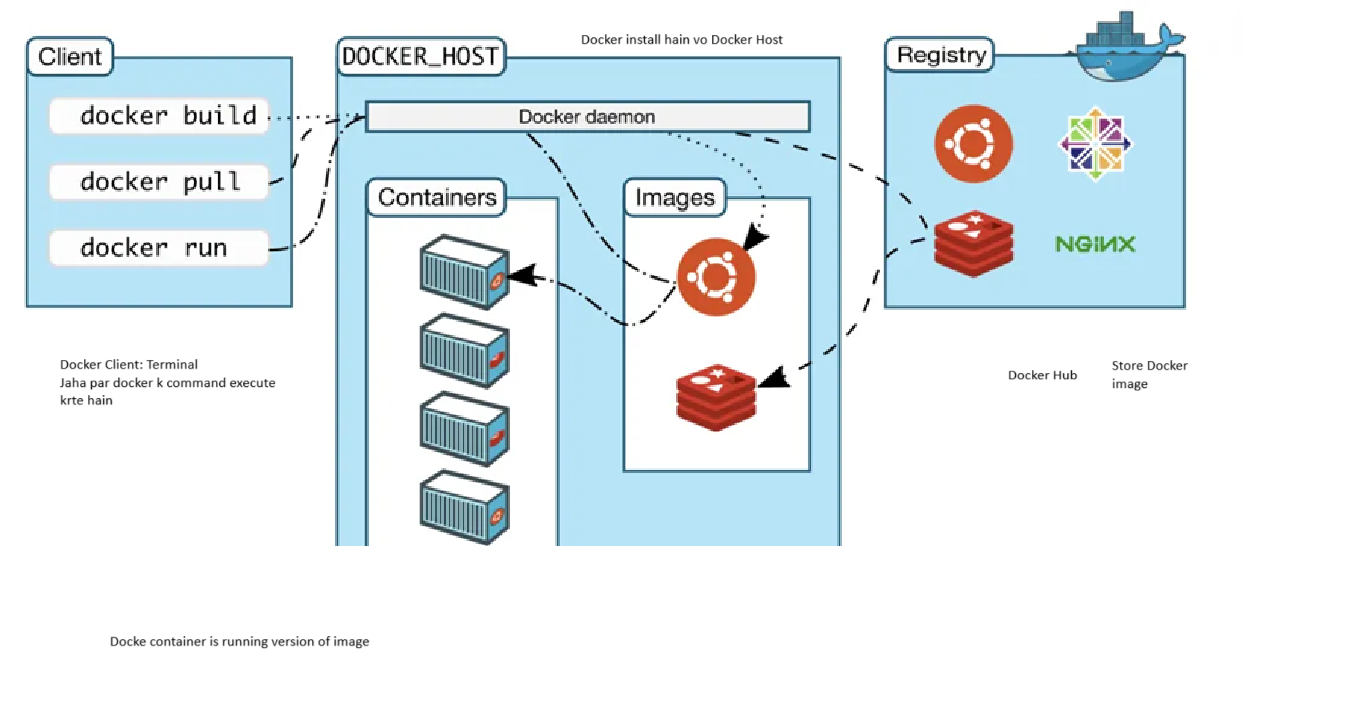 Client
docker build
docker pull
docker run
Docker Client: Terminal
Jaha par docker k command execute
krte hain
DOCKER_HOST
Docker install hain vo Docker Host
Docker daemon
Containers
Images
Registry
NGINX
Docker Hub
Store Docker
image
Docke container is running version of image